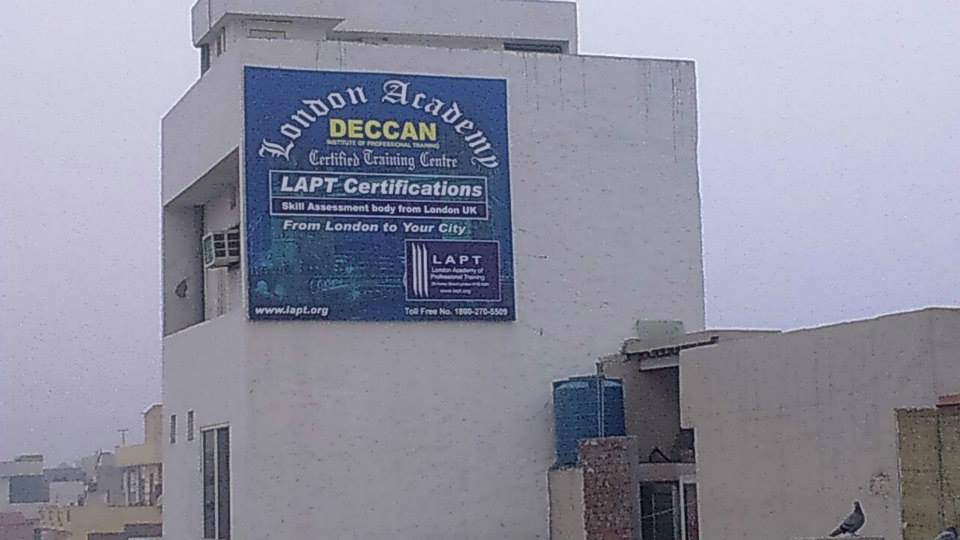 London Academy
DECCAN
INSTITUTE OF PROFESSIONAL TRAINING
Certified Training Centre
LAPT Certifications
Skill Assessment body from London UK
From London to Your City
LAPT
London Academy of
Professional Training
www.lapt.org
www.lapt.org
Toll Free No. 1800-270-5509